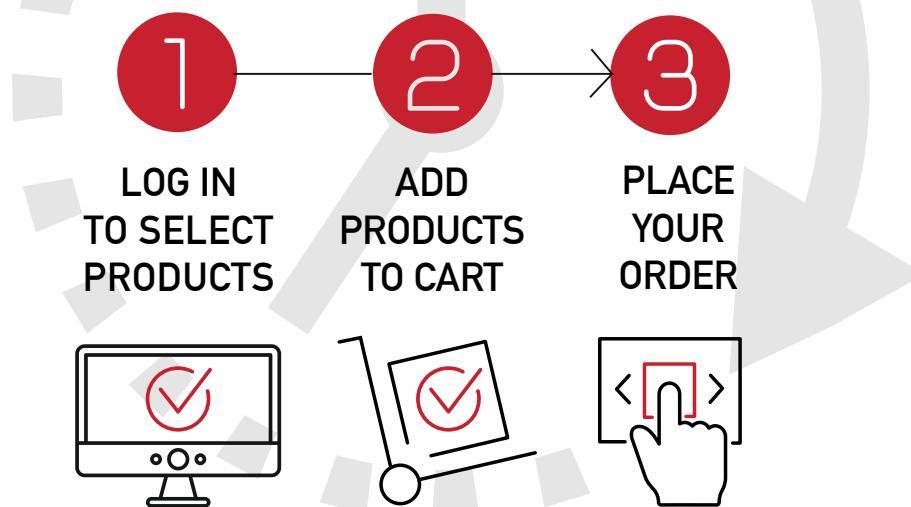 1
2
3
LOG IN
TO SELECT
PRODUCTS
ADD
PRODUCTS
TO CART
PLACE
YOUR
ORDER